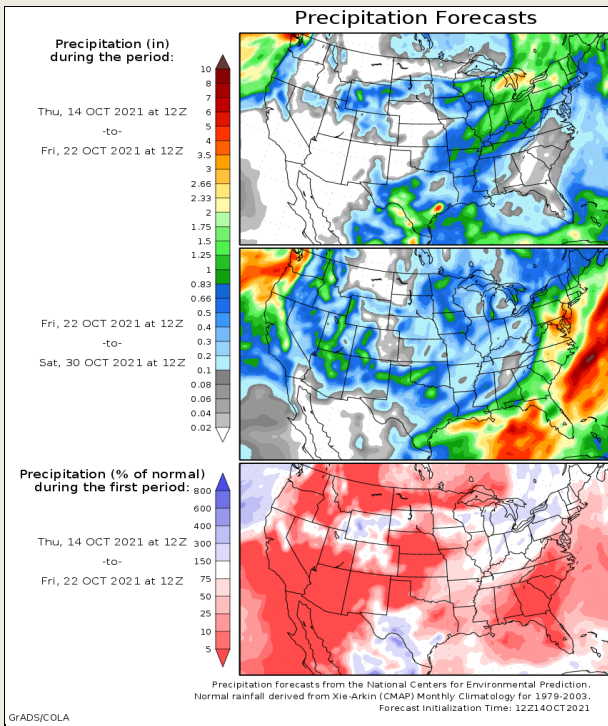 Precipitation Forecasts
Precipitation (in)
during the period:
Thu, 14 OCT 2021 at 12Z
-to-
Fri, 22 OCT 2021 at 12Z
10
8
7
6
5
4
3.5
3
2.66
2.33
2
1.75
1.5
1.25
1
0.83
0.66
0.5
0.4
0.3
0.2
0.1
0.08
0.06
0.04
0.02
Fri, 22 OCT 2021 at 12Z
-to-
Sat, 30 OCT 2021 at 12Z
Precipitation (% of normal)
during the first period:
Thu, 14 OCT 2021 at 12Z
-to-
Fri, 22 OCT 2021 at 12Z
800
600
400
300
150
75
50
25
10
5
Precipitation forecasts from the National Centers for Environmental Prediction.
Normal rainfall derived from Xie-Arkin (CMAP) Monthly Climatology for 1979-2003.
Forecast Initialization Time: 12Z14OCT2021
GrADS/COLA